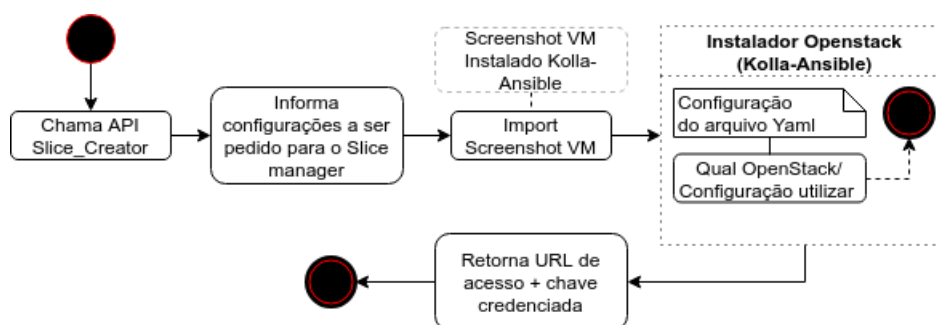 Chama API
Slice_Creator
Informa
configurações a ser
pedido para o Slice
manager
Screenshot VM
Instalado Kolla-
Ansible
Import
Screenshot VM
Instalador Openstack
(Kolla-Ansible)
Configuração
do arquivo Yaml
Qual OpenStack/
Configuração utilizar
Retorna URL de
acesso + chave
credenciada